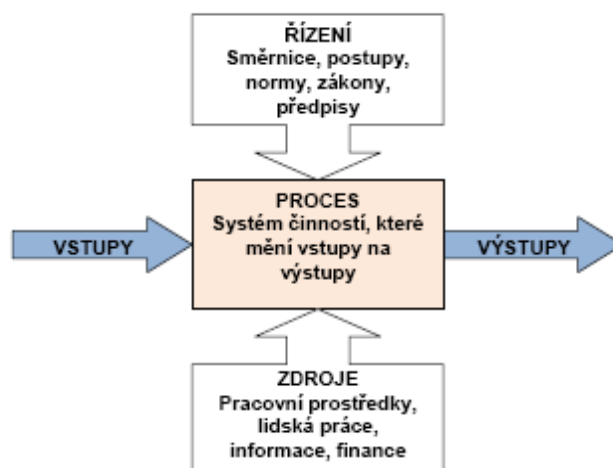 ŘÍZENÍ
Směrnice, postupy,
normy, zákony,
předpisy
VSTUPY
PROCES
Systém činností, které
mění vstupy na
výstupy
VÝSTUPY
ZDROJE
Pracovní prostředky,
lidská práce,
informace, finance